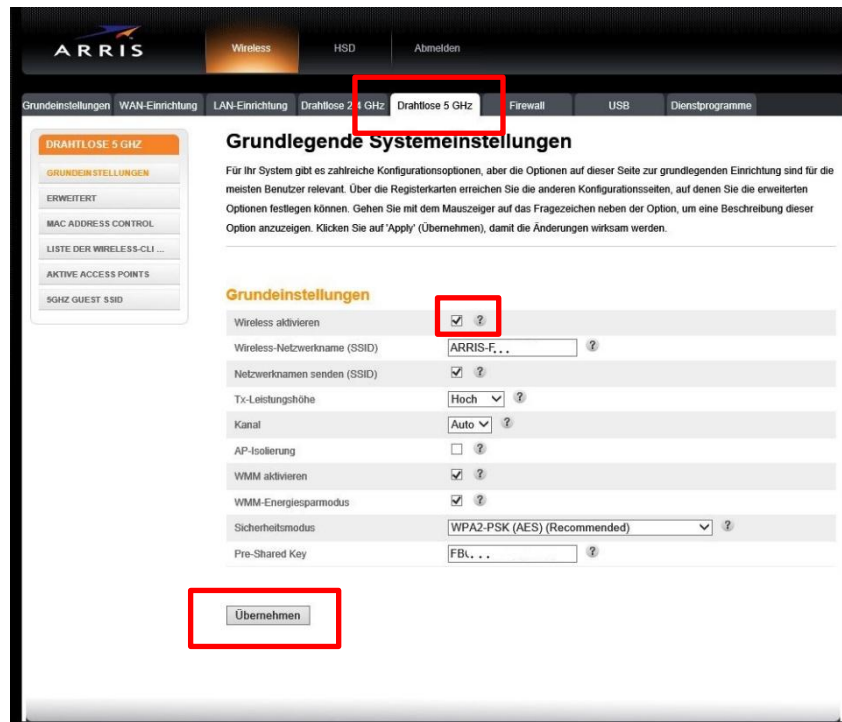 ARRIS
Wireless HSD Abmelden
Grundeinstellungen WAN-Einrichtung LAN-Einrichtung Drahtlose 2,4 GHz Drahtlose 5 GHz Firewall USB Dienstprogramme
DRAHTLOSE 5 GHZ
GRUNDEINSTELLUNGEN
ERWEITERT
MAC ADDRESS CONTROL
LISTE DER WIRELESS-CLI ...
AKTIVE ACCESS POINTS
5GHZ GUEST SSID
Grundlegende Systemeinstellungen
Für Ihr System gibt es zahlreiche Konfigurationsoptionen, aber die Optionen auf dieser Seite zur grundlegenden Einrichtung sind für die
meisten Benutzer relevant. Über die Registerkarten erreichen Sie die anderen Konfigurationsseiten, auf denen Sie die erweiterten
Optionen festlegen können. Gehen Sie mit dem Mauszeiger auf das Fragezeichen neben der Option, um eine Beschreibung dieser
Option anzuzeigen. Klicken Sie auf 'Apply' (Übernehmen), damit die Änderungen wirksam werden.
Grundeinstellungen
Wireless aktivieren ?
Wireless-Netzwerkname (SSID) ARRIS-F... ?
Netzwerknamen senden (SSID) ?
Tx-Leistungshöhe Hoch ?
Kanal Auto ?
AP-Isolierung ?
WMM aktivieren ?
WMM-Energiesparmodus ?
Sicherheitsmodus WPA2-PSK (AES) (Recommended) ?
Pre-Shared Key ?
Übernehmen